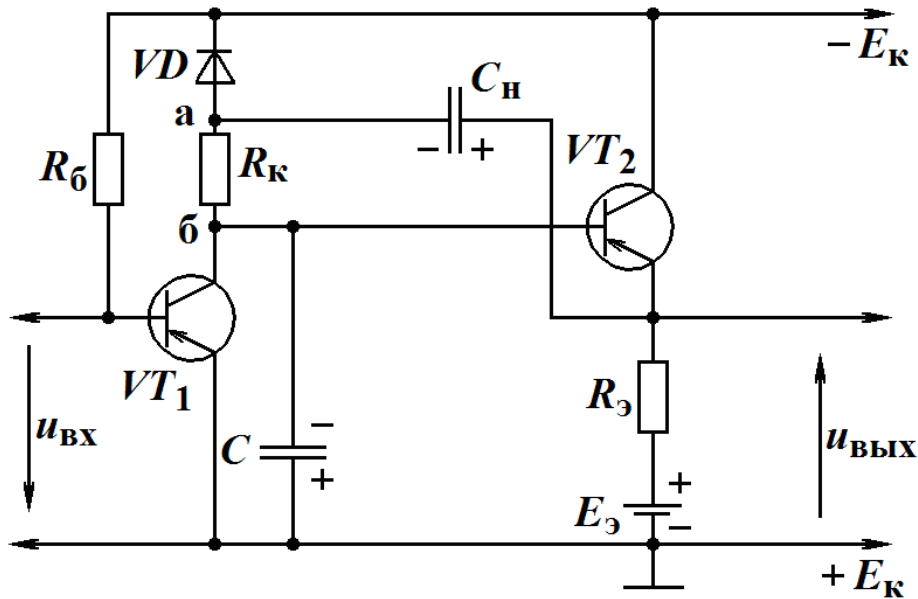 − Eк
VD
Cн
а
− +
VT2
Rб
Rк
б
VT1
Rэ
−
uвх
C
uвых
+
+
Eэ
−
+ Eк